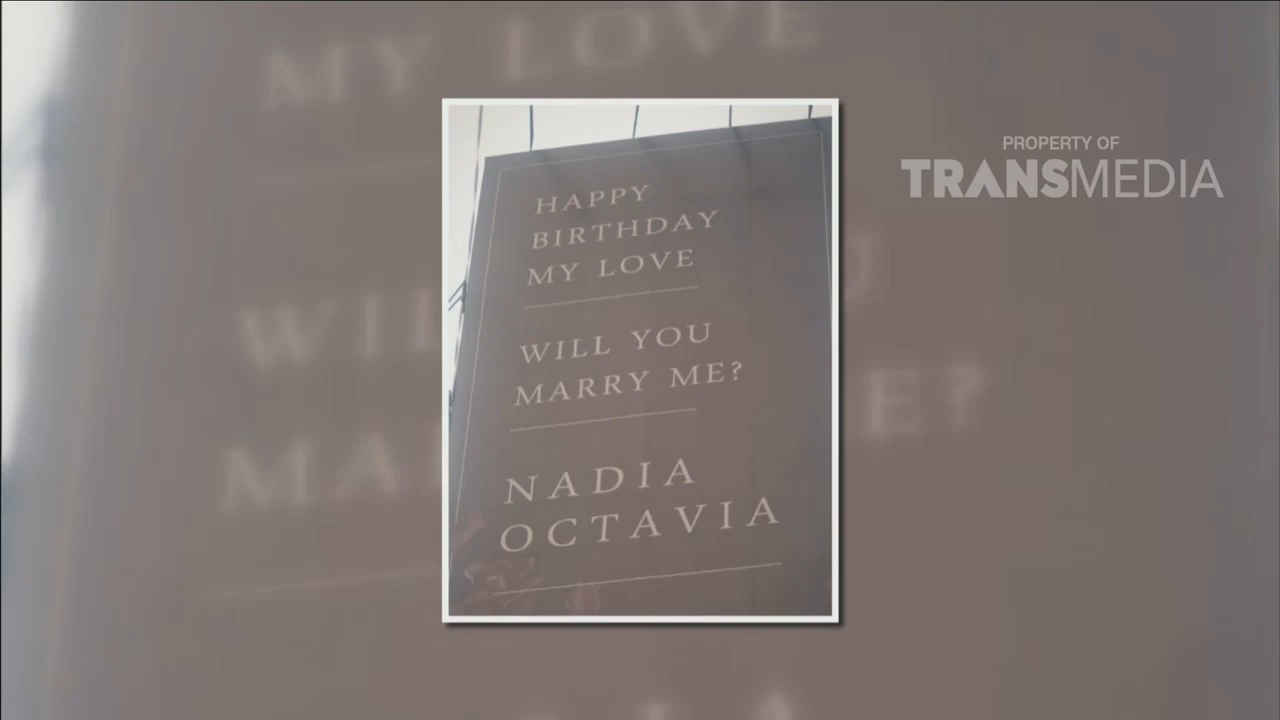 PROPERTY OF
TRANSMEDIA
HAPPY
BIRTHDAY
MY LOVE
WILL YOU
MARRY ME?
NADIA
OCTAVIA